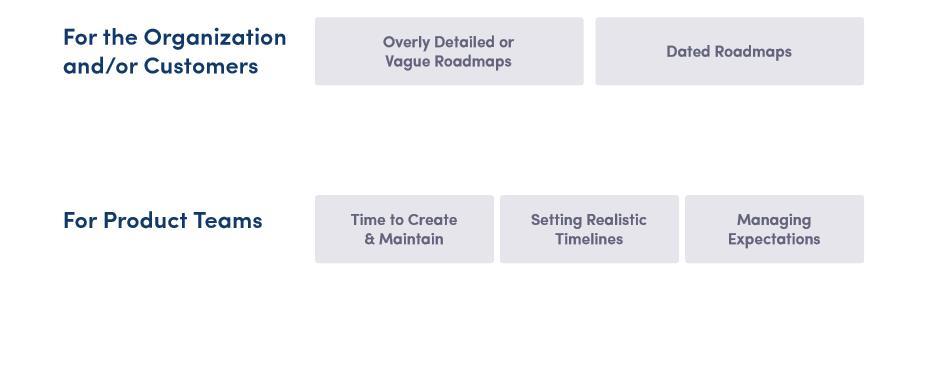 For the Organization
and/or Customers
Overly Detailed or
Vague Roadmaps
Dated Roadmaps
For Product Teams
Time to Create
& Maintain
Setting Realistic
Timelines
Managing
Expectations